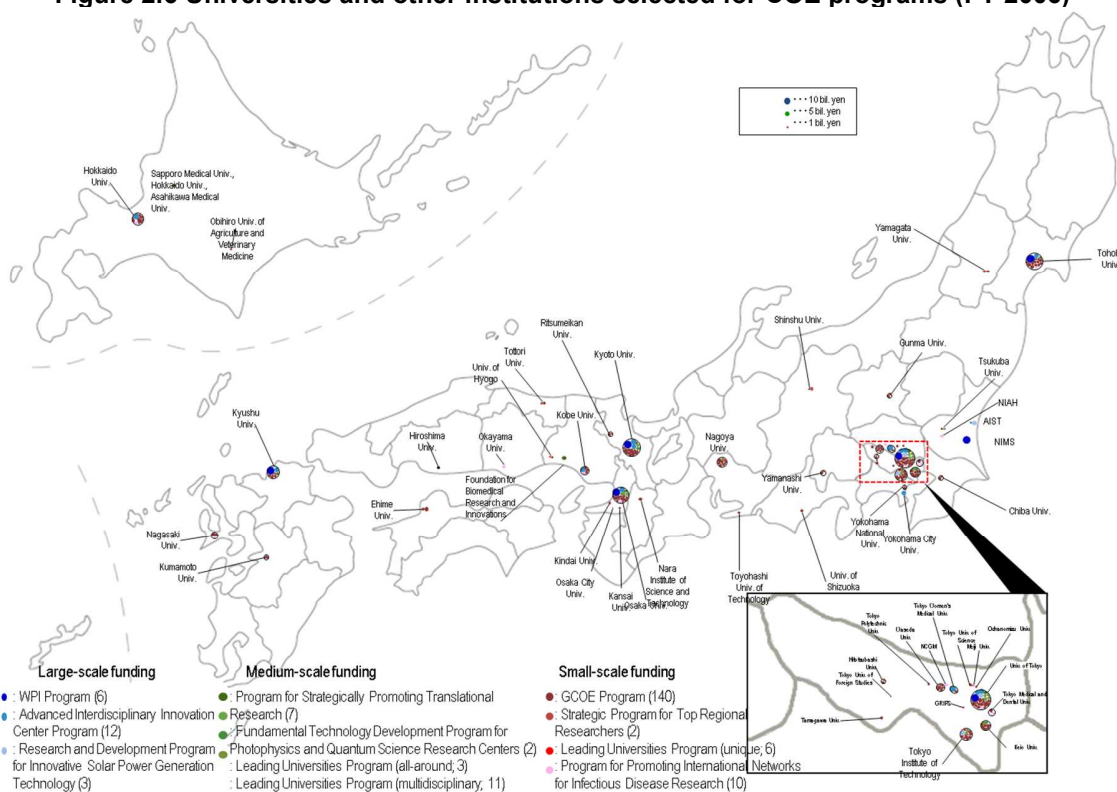 Figure 2.6 Universities and other institutions selected for COE programs (FY 2009)
･･･10 bil. yen
･･･5 bil. yen
･･･1 bil. yen
Hokkaido
Univ.
Sapporo Medical Univ.,
Hokkaido Univ.,
Asahikawa Medical
Univ.
Obihiro Univ. of
Agriculture and
Veterinary
Medicine
Yamagata
Univ.
Toho
Univ
Shinshu Univ.
Gunma Univ.
Tsukuba
Univ.
NIAH
AIST
NIMS
Ritsumeikan
Univ.
Kyoto Univ.
Tottori
Univ.
Univ. of
Hyogo
Kobe Univ.
Kyushu
Univ.
Hiroshima
Univ.
Okayama
Univ.
Nagoya
Univ.
Foundation for
Biomedical
Research and
Innovations
Ehime
Univ.
Yamanashi
Univ.
Chiba Univ.
Yokohama
National
Univ.
Yokohama City
Univ.
Nagasaki
Univ.
Kumamoto
Univ.
Kindai Univ.
Osaka City
Univ.
Kansai
Univ.
Osaka Univ.
Nara
Institute of
Science and
Technology
Toyohashi
Univ. of
Technology
Univ. of
Shizuoka
Tokyo Women's
Medical Univ.
Tokyo
Polytechnic
Univ.
Waseda
Univ.
NCGM
Tokyo Univ. of
Science
Meiji Univ.
Ochanomizu Univ.
Hitotsubashi
Univ.
Tokyo Univ. of
Foreign Studies
Univ. of Tokyo
GRIPS
Tokyo Medical and
Dental Univ.
Tamagawa Univ.
Keio Univ.
Tokyo
Institute of
Technology
Large-scale funding
: WPI Program (6)
: Advanced Interdisciplinary Innovation
Center Program (12)
: Research and Development Program
for Innovative Solar Power Generation
Technology (3)
Medium-scale funding
: Program for Strategically Promoting Translational
Research (7)
: Fundamental Technology Development Program for
Photophysics and Quantum Science Research Centers (2)
: Leading Universities Program (all-around; 3)
: Leading Universities Program (multidisciplinary; 11)
Small-scale funding
: GCOE Program (140)
: Strategic Program for Top Regional
Researchers (2)
: Leading Universities Program (unique; 6)
: Program for Promoting International Networks
for Infectious Disease Research (10)